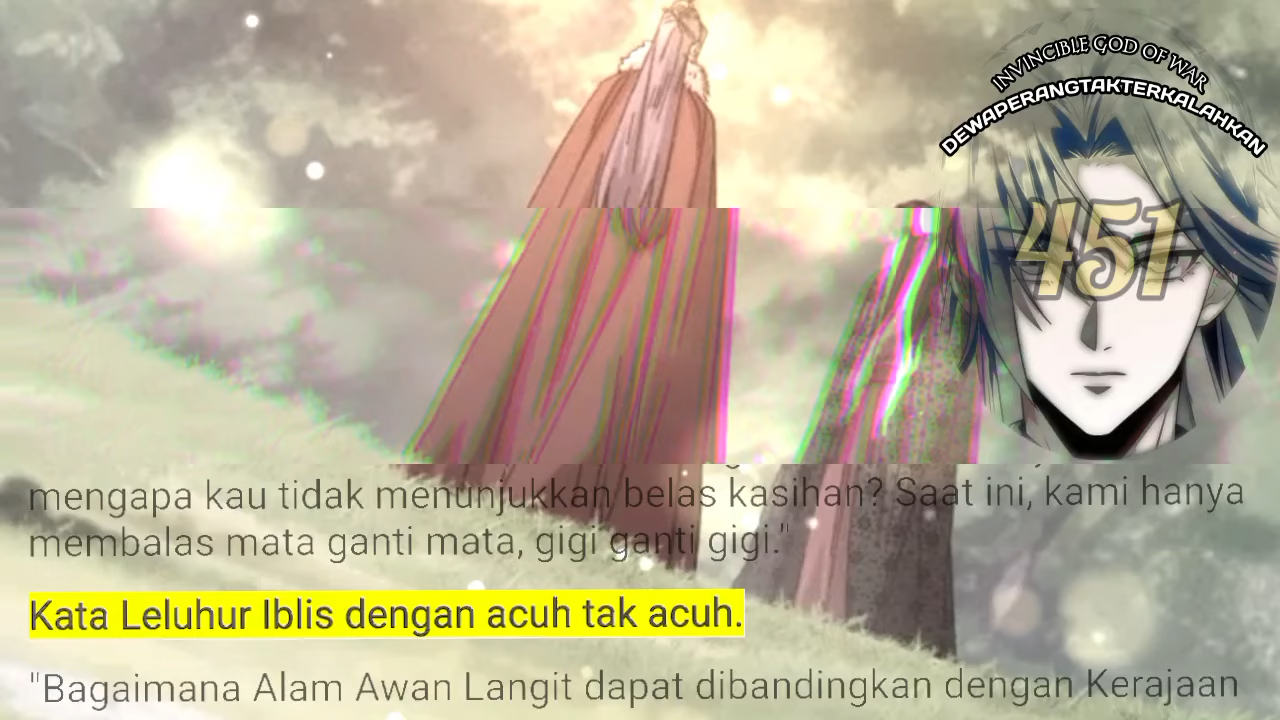 INVINCIBLE GOD OF WAR
DEWAPERANGTAKTERKALAHKAN
451
mengapa kau tidak menunjukkan belas kasihan? Saat ini, kami hanya
membalas mata ganti mata, gigi ganti gigi."
Kata Leluhur Iblis dengan acuh tak acuh.
"Bagaimana Alam Awan Langit dapat dibandingkan dengan Kerajaan